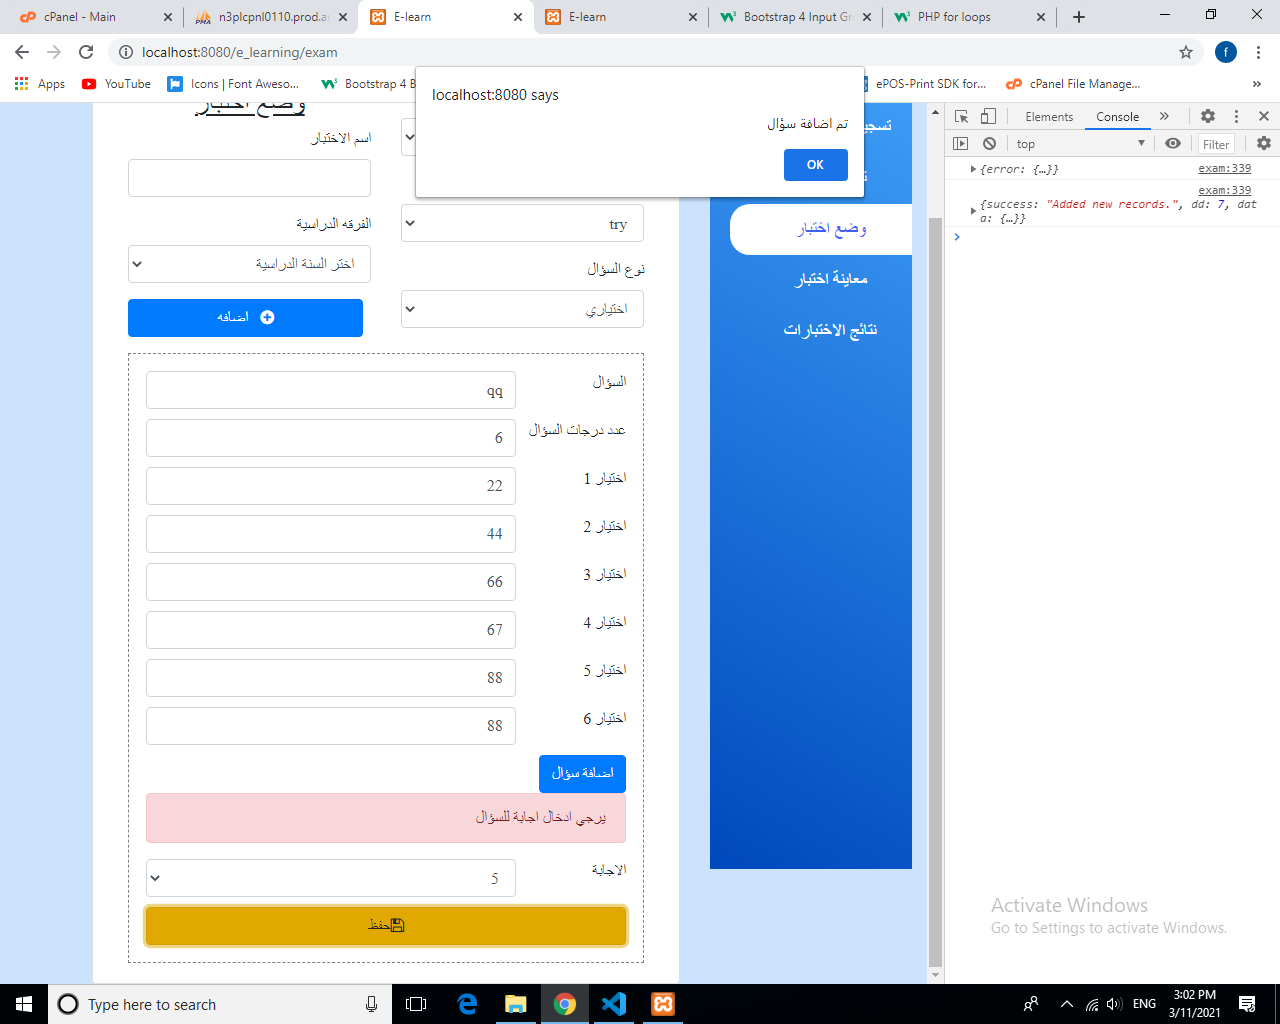 cPanel - Main
n3plcpnl0110.prod.a
E-learn
E-learn
Bootstrap 4 Input Gr
PHP for loops
localhost:8080/e_learning/exam
f
Apps
YouTube
Icons | Font Aweso...
Bootstrap 4 B
ePOS-Print SDK for...
cPanel File Manage...
»
localhost:8080 says
تم اضافة سؤال
OK
وضع اختبار
اسم الاختبار
الفرقه الدراسية
try
اختر السنة الدراسية
نوع السؤال
اختياري
اضافه
السؤال
qq
عدد درجات السؤال
6
اختيار 1
22
اختيار 2
44
اختيار 3
66
اختيار 4
67
اختيار 5
88
اختيار 6
88
اضافة سؤال
يرجي ادخال اجابة للسؤال
الاجابة
5
حفظ
وضع اختبار
معاينة اختبار
نتائج الاختبارات
Elements
Console
»
top
Filter
{error: {…}}
exam:339
exam:339
{success: "Added new records.", dd: 7, dat
a: {…}}
Activate Windows
Go to Settings to activate Windows.
Type here to search
ENG
3:02 PM
3/11/2021